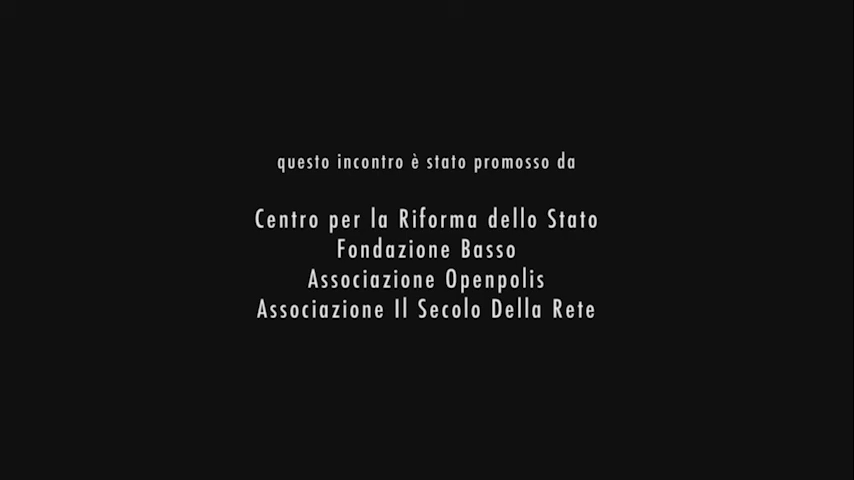 questo incontro è stato promosso da
Centro per la Riforma dello Stato
Fondazione Basso
Associazione Openpolis
Associazione Il Secolo Della Rete